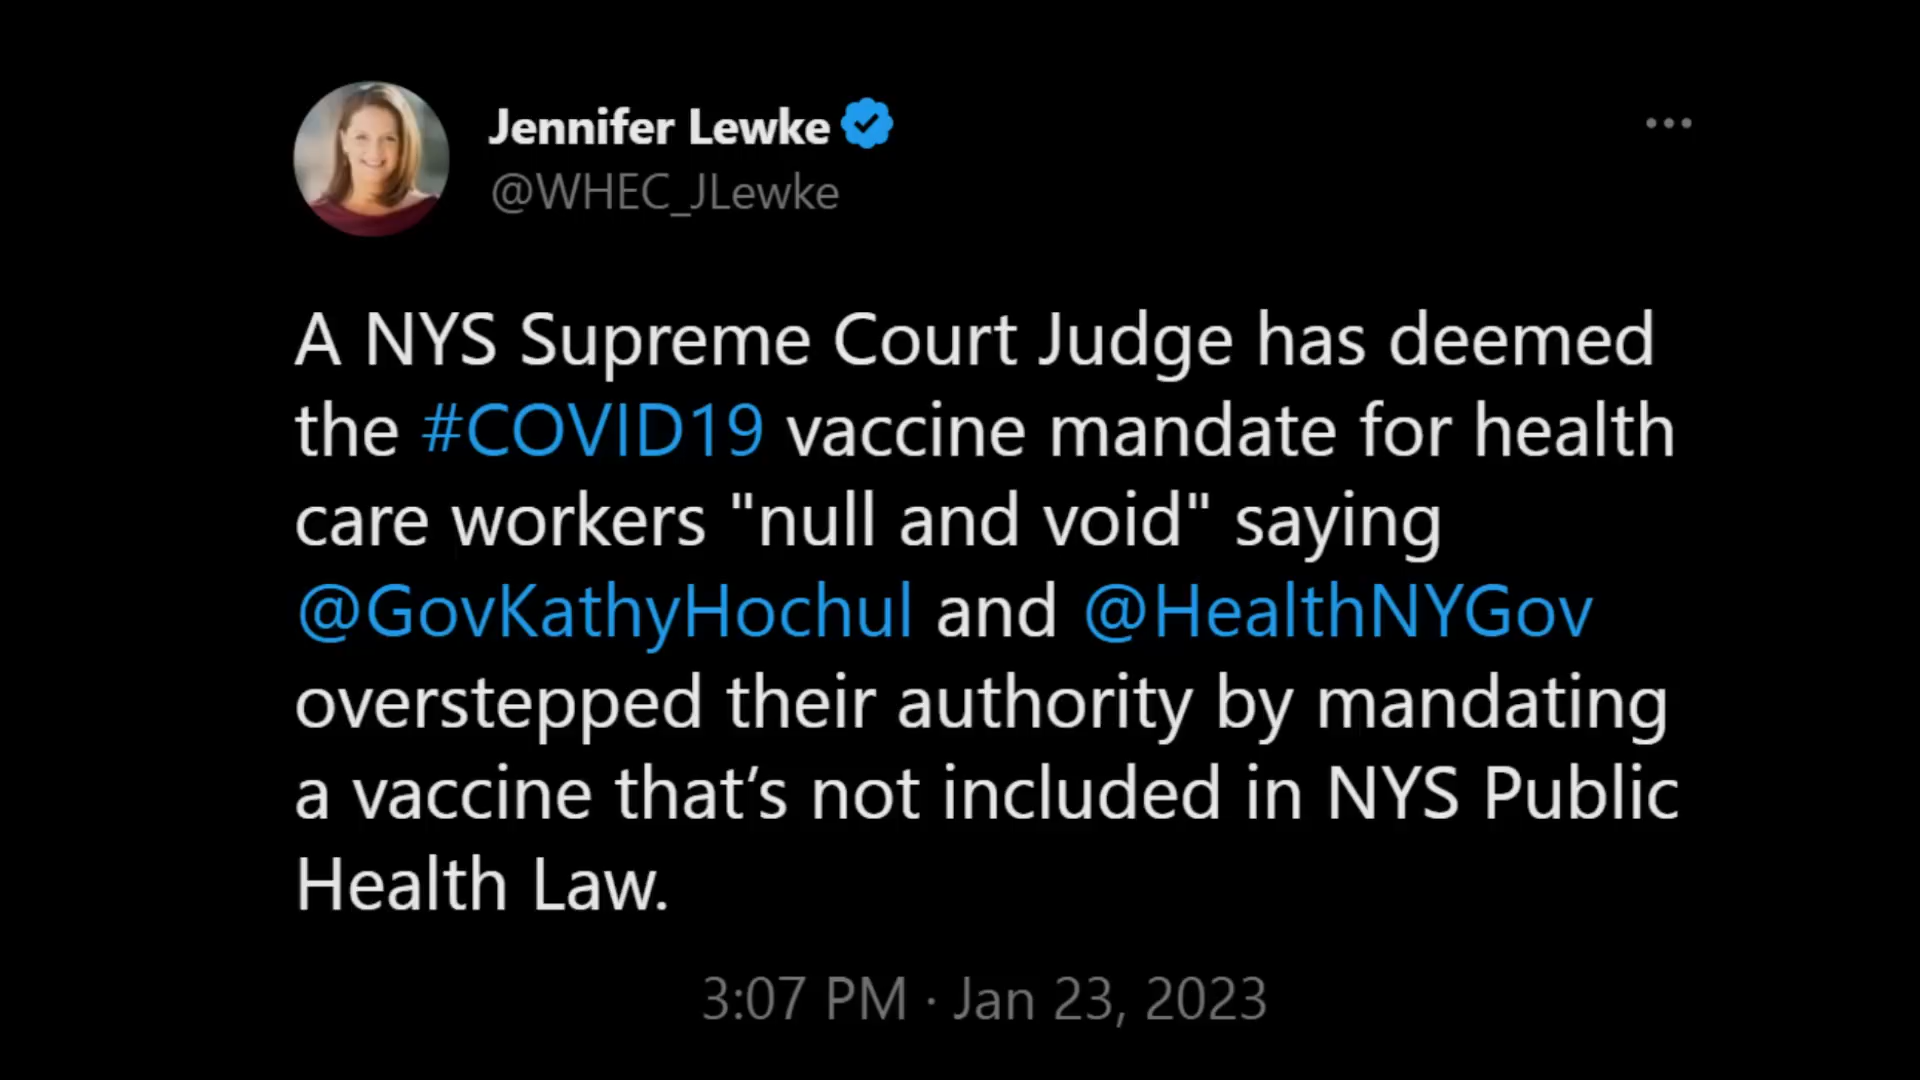 Jennifer Lewke
@WHEC_JLewke
A NYS Supreme Court Judge has deemed
the #COVID19 vaccine mandate for health
care workers "null and void" saying
@GovKathyHochul and @HealthNYGov
overstepped their authority by mandating
a vaccine that’s not included in NYS Public
Health Law.
3:07 PM · Jan 23, 2023